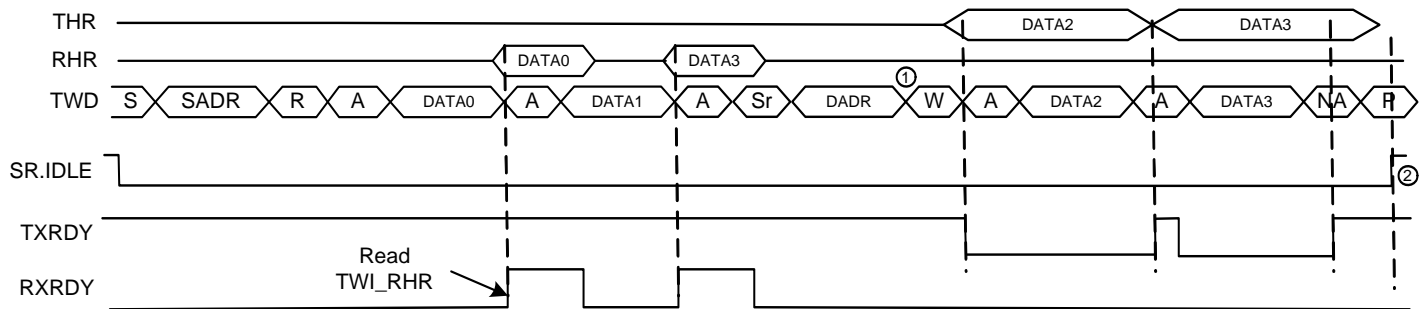 THR DATA2 DATA3
RHR DATA0 DATA3
①
TWD S SADR R A DATA0 A DATA1 A Sr DADR W A DATA2 A DATA3 NA P
SR.IDLE ②
TXRDY
Read
TWI_RHR
RXRDY